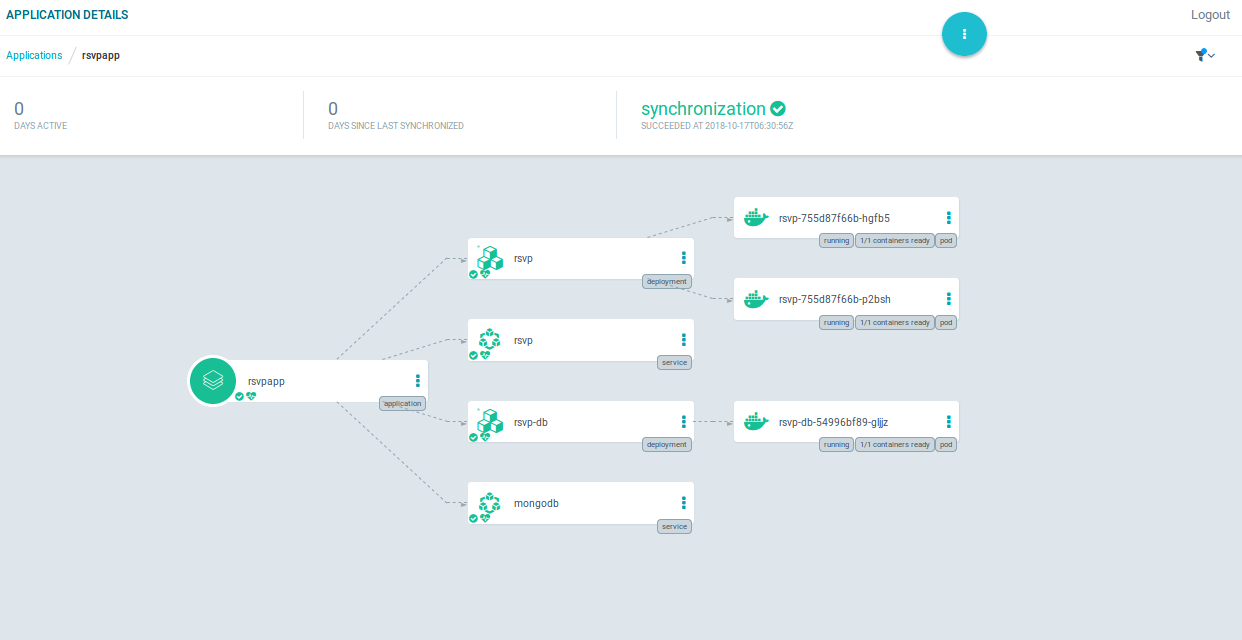 APPLICATION DETAILS
Logout
Applications / rsvpapp
0
DAYS ACTIVE
0
DAYS SINCE LAST SYNCHRONIZED
synchronization
SUCCEEDED AT 2018-10-17T06:30:56Z
rsvp-755d87f66b-hgfb5
running 1/1 containers ready pod
rsvp
deployment
rsvp-755d87f66b-p2bsh
running 1/1 containers ready pod
rsvp
service
rsvpapp
application
rsvp-db
deployment
rsvp-db-54996bf89-gljjz
running 1/1 containers ready pod
mongodb
service